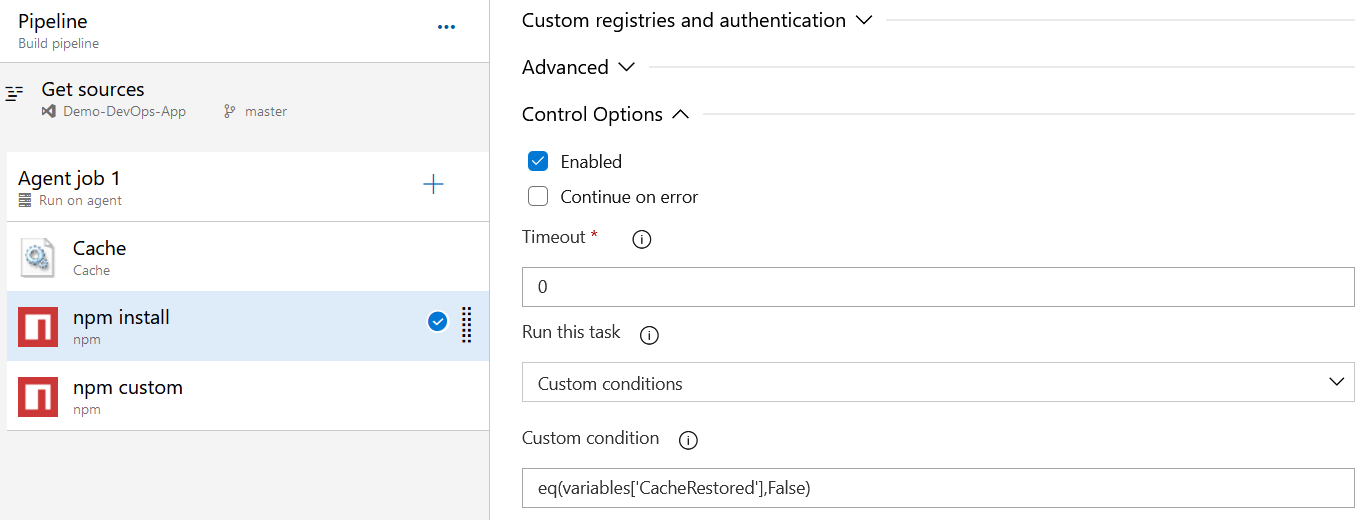 Pipeline
Build pipeline
Get sources
Demo-DevOps-App master
Agent job 1
Run on agent
Cache
Cache
npm install
npm
npm custom
npm
Custom registries and authentication
Advanced
Control Options
Enabled
Continue on error
Timeout *
0
Run this task
Custom conditions
Custom condition
eq(variables['CacheRestored'],False)